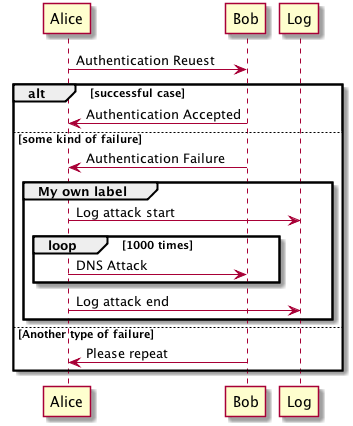 Alice Bob Log
Authentication Reuest
alt [successful case]
Authentication Accepted
[some kind of failure]
Authentication Failure
My own label
Log attack start
loop [1000 times]
DNS Attack
Log attack end
[Another type of failure]
Please repeat
Alice Bob Log